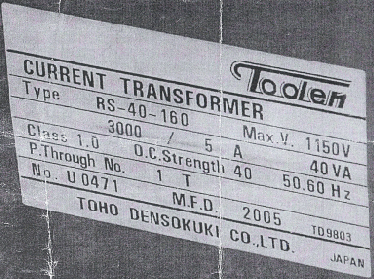 Toolen
CURRENT TRANSFORMER
Type RS-40-160 Max.V. 1150V
3000 / 5 A 40 VA
Class 1.0 O.C.Strength 40 50.60 Hz
P.Through No. 1 T
No. U0471 M.F.D. 2005 TD9803
TOHO DENSOKUKI CO.,LTD. JAPAN